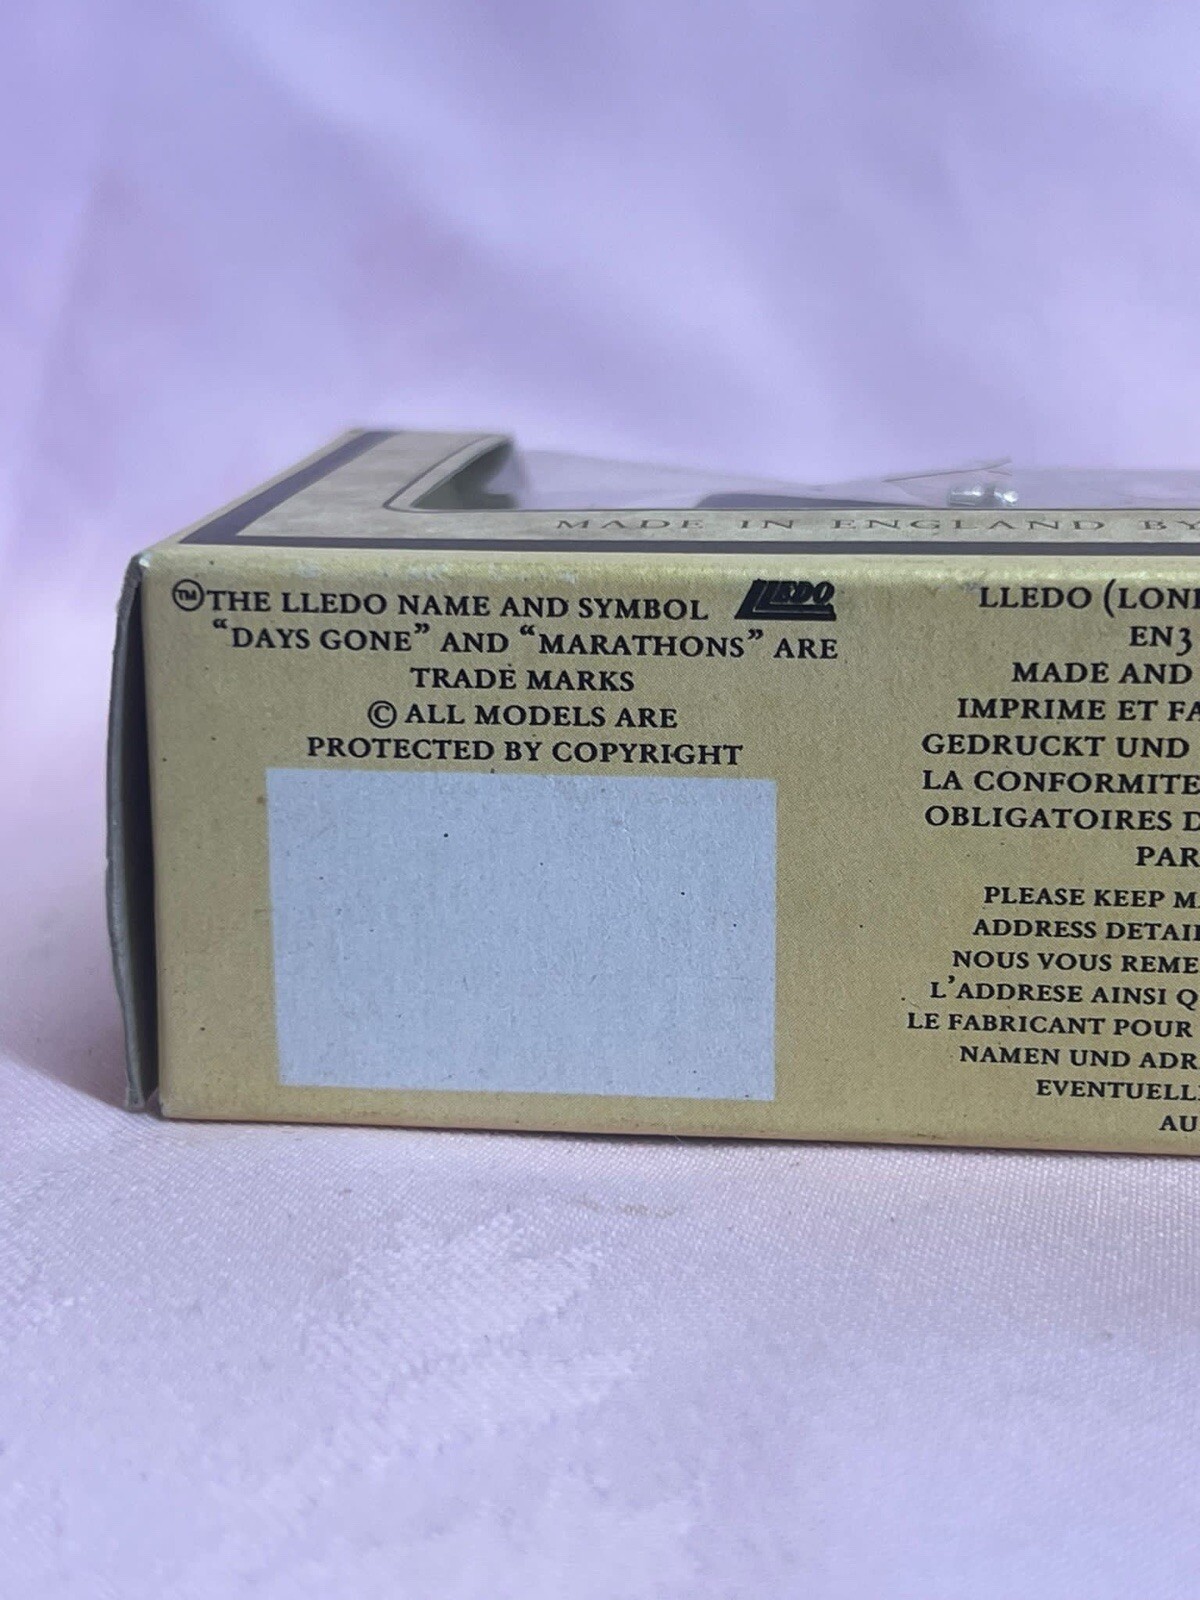 MADE IN ENGLAND BY
™THE LLEDO NAME AND SYMBOL LLEDO
“DAYS GONE” AND “MARATHONS” ARE
TRADE MARKS
© ALL MODELS ARE
PROTECTED BY COPYRIGHT
LLEDO (LON
EN3
MADE AND
IMPRIME ET FA
GEDRUCKT UND
LA CONFORMITE
OBLIGATOIRES D
PAR
PLEASE KEEP M
ADDRESS DETAI
NOUS VOUS REME
L’ADDRESE AINSI Q
LE FABRICANT POUR
NAMEN UND ADR
EVENTUELL
AU